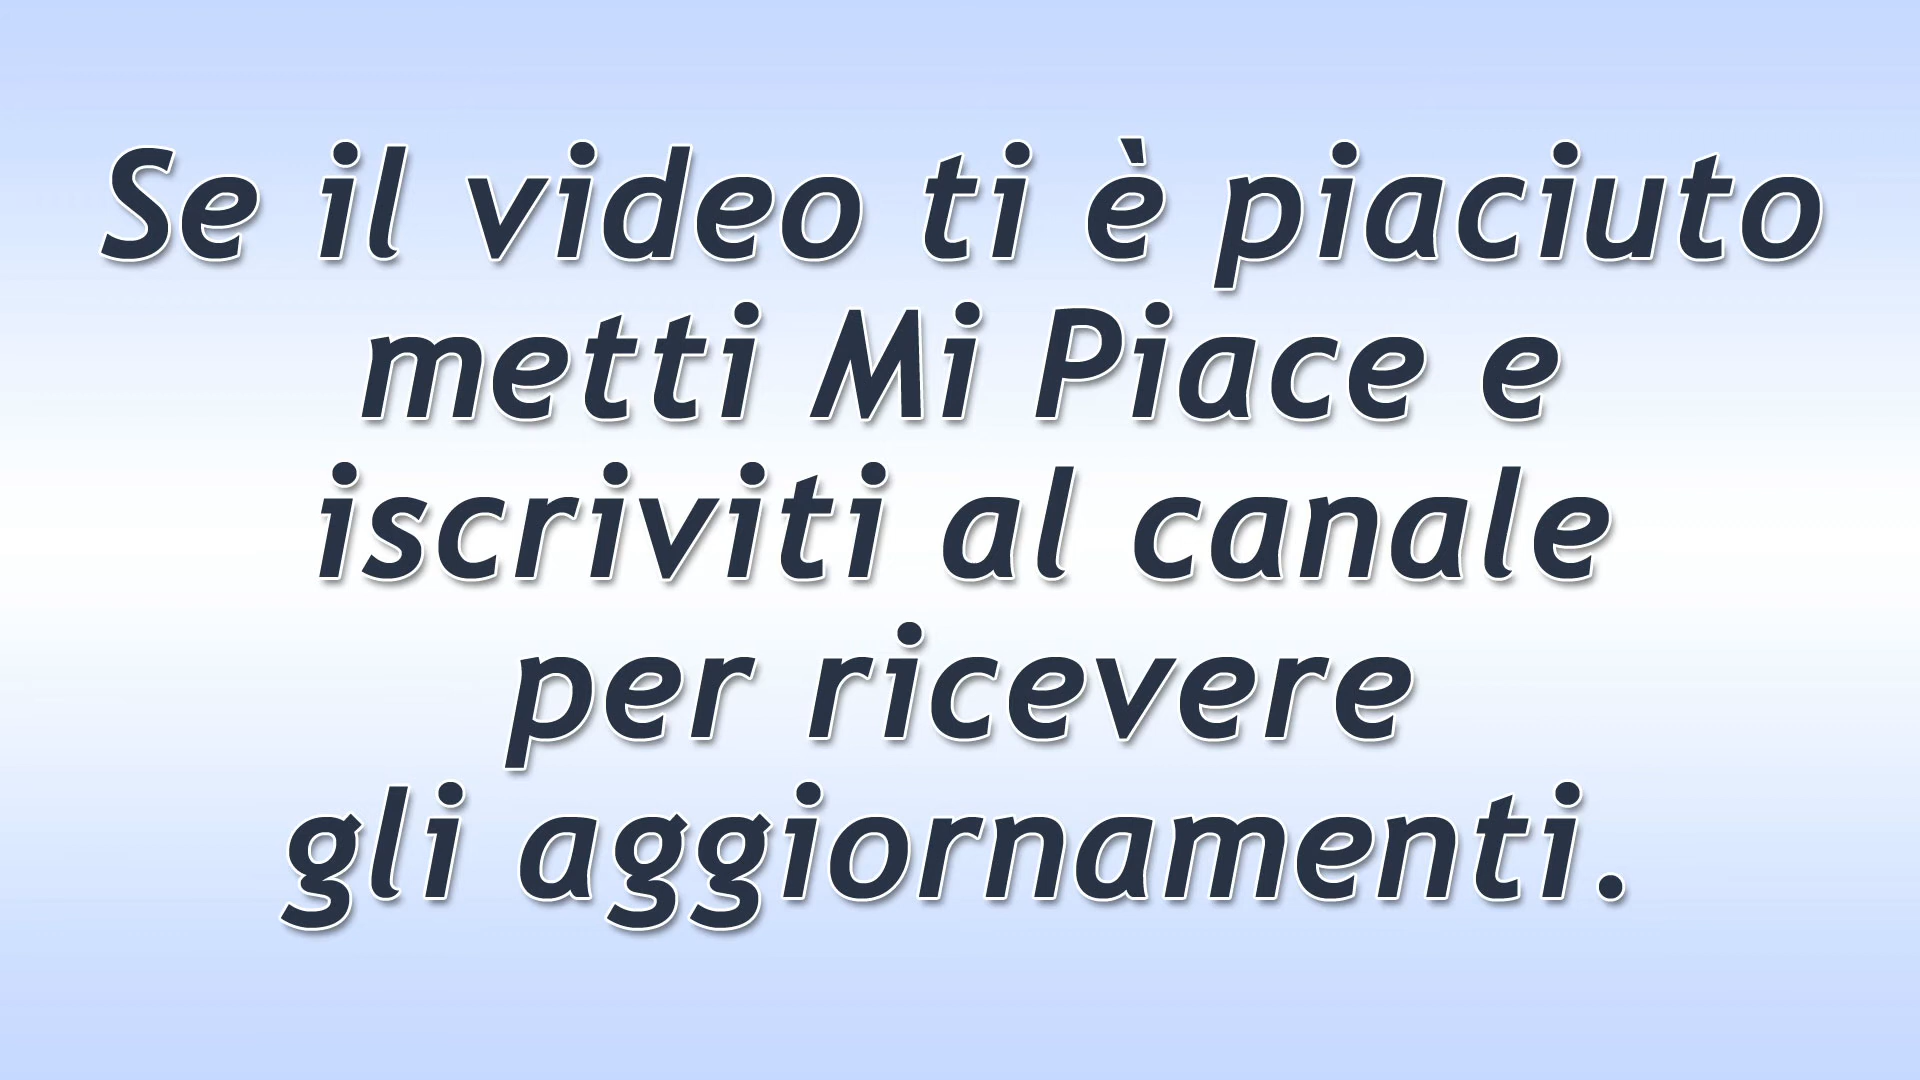 Se il video ti è piaciuto
metti Mi Piace e
iscriviti al canale
per ricevere
gli aggiornamenti.